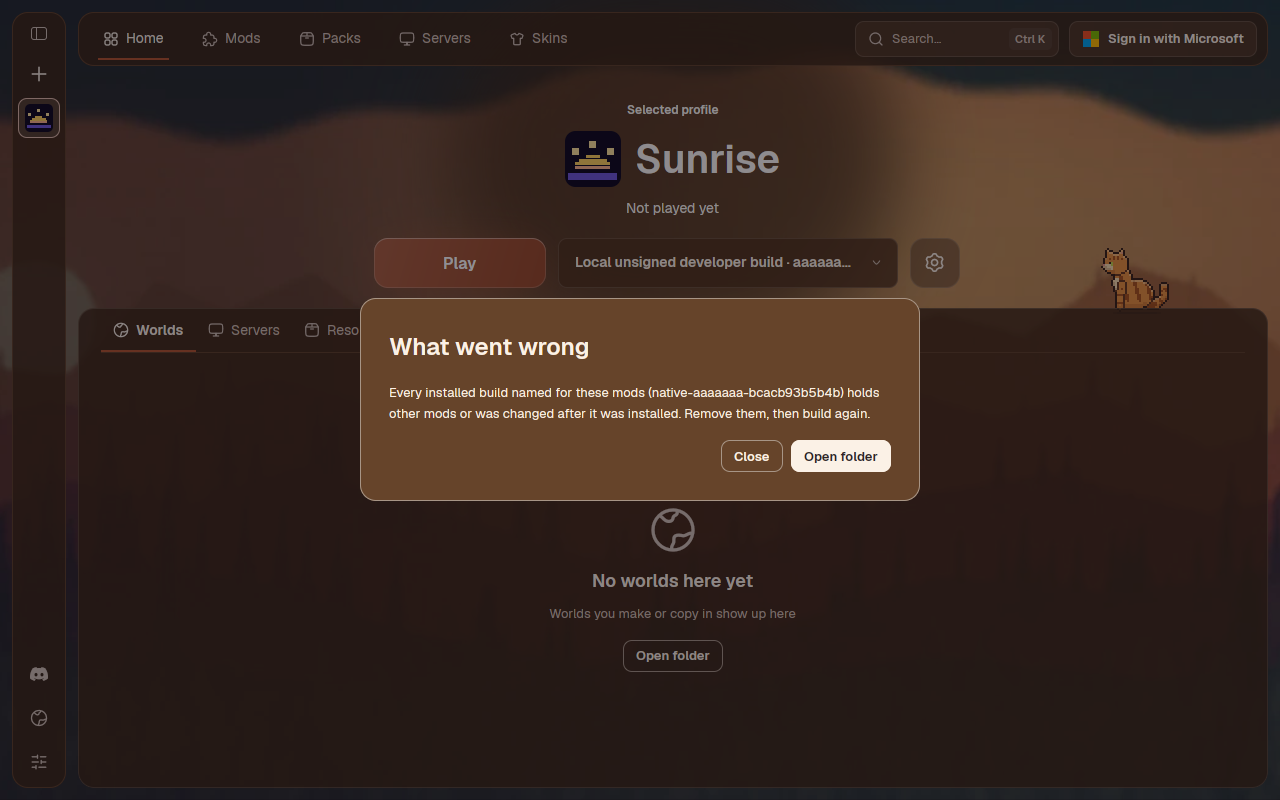 Home
Mods
Packs
Servers
Skins
Search...
Ctrl K
Sign in with Microsoft
Selected profile
Sunrise
Not played yet
Play
Local unsigned developer build · aaaaaa...
Worlds
Servers
Reso
What went wrong
Every installed build named for these mods (native-aaaaaaa-bcacb93b5b4b) holds
other mods or was changed after it was installed. Remove them, then build again.
Close
Open folder
No worlds here yet
Worlds you make or copy in show up here
Open folder